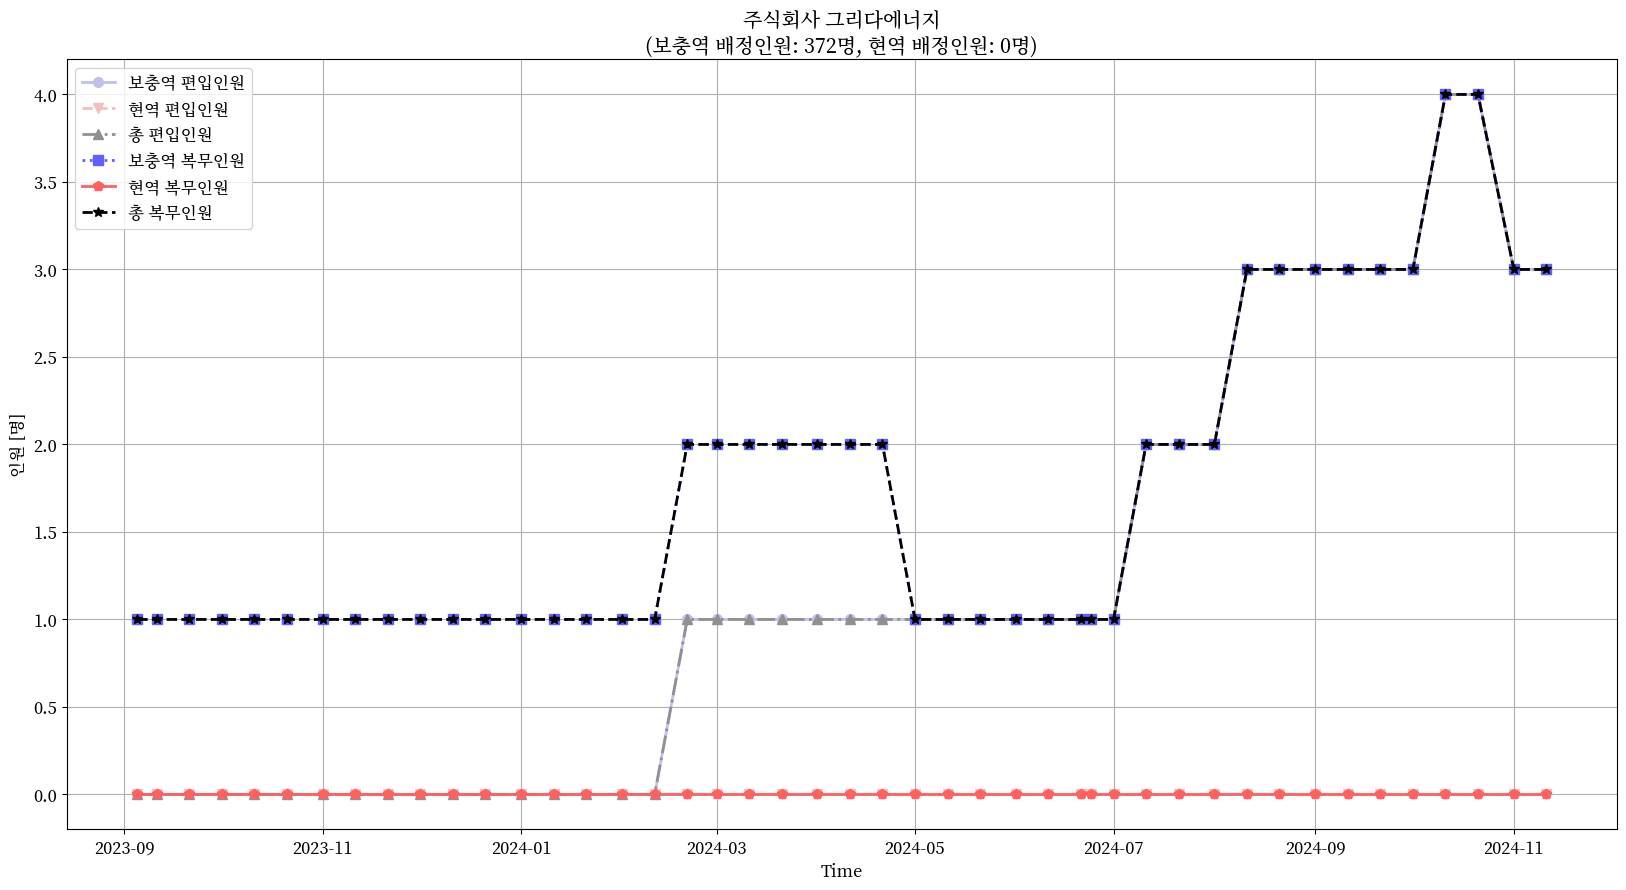 주식회사 그리다에너지
(보충역 배정인원: 372명, 현역 배정인원: 0명)
보충역 편입인원
현역 편입인원
총 편입인원
보충역 복무인원
현역 복무인원
총 복무인원
4.0
3.5
3.0
2.5
2.0
1.5
1.0
0.5
0.0
인원 [명]
2023-09
2023-11
2024-01
2024-03
2024-05
2024-07
2024-09
2024-11
Time